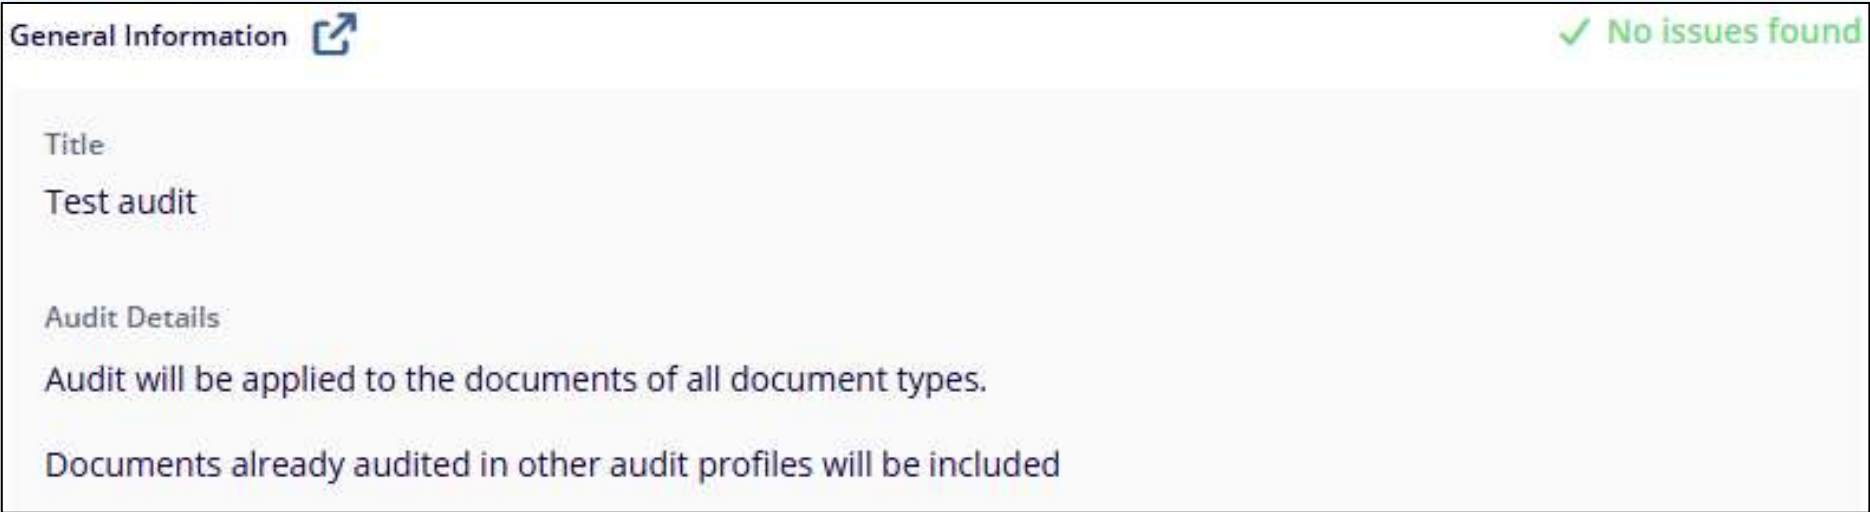 General Information
No issues found
Title
Test audit
Audit Details
Audit will be applied to the documents of all document types.
Documents already audited in other audit profiles will be included